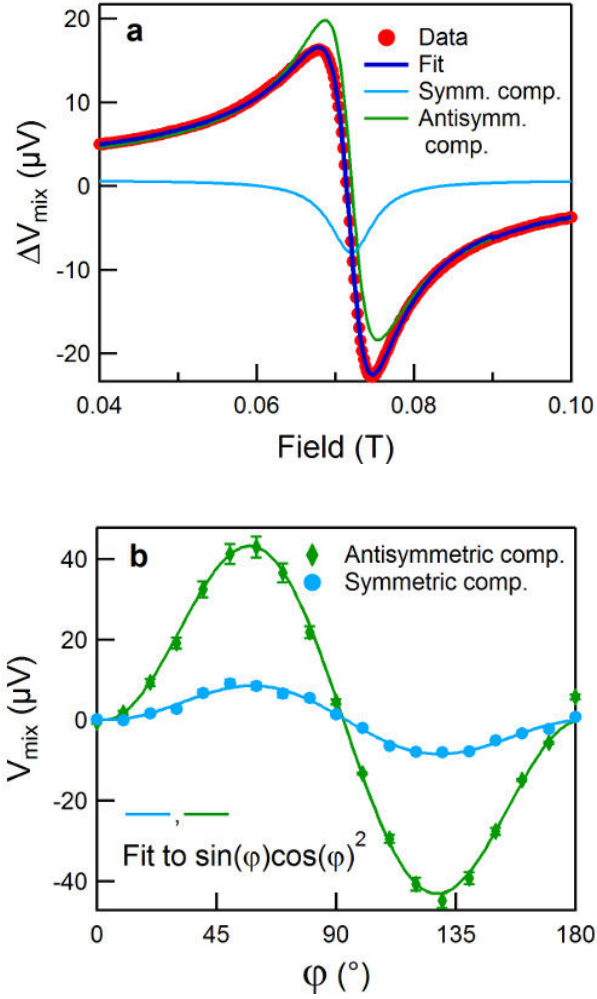 a
Data
Fit
Symm. comp.
Antisymm.
comp.
20
10
0
-10
-20
ΔVmix (µV)
0.04
0.06
0.08
0.10
Field (T)
b
Antisymmetric comp.
Symmetric comp.
40
20
0
-20
-40
Vmix (µV)
,
Fit to sin(φ)cos(φ)²
0
45
90
135
180
φ (°)